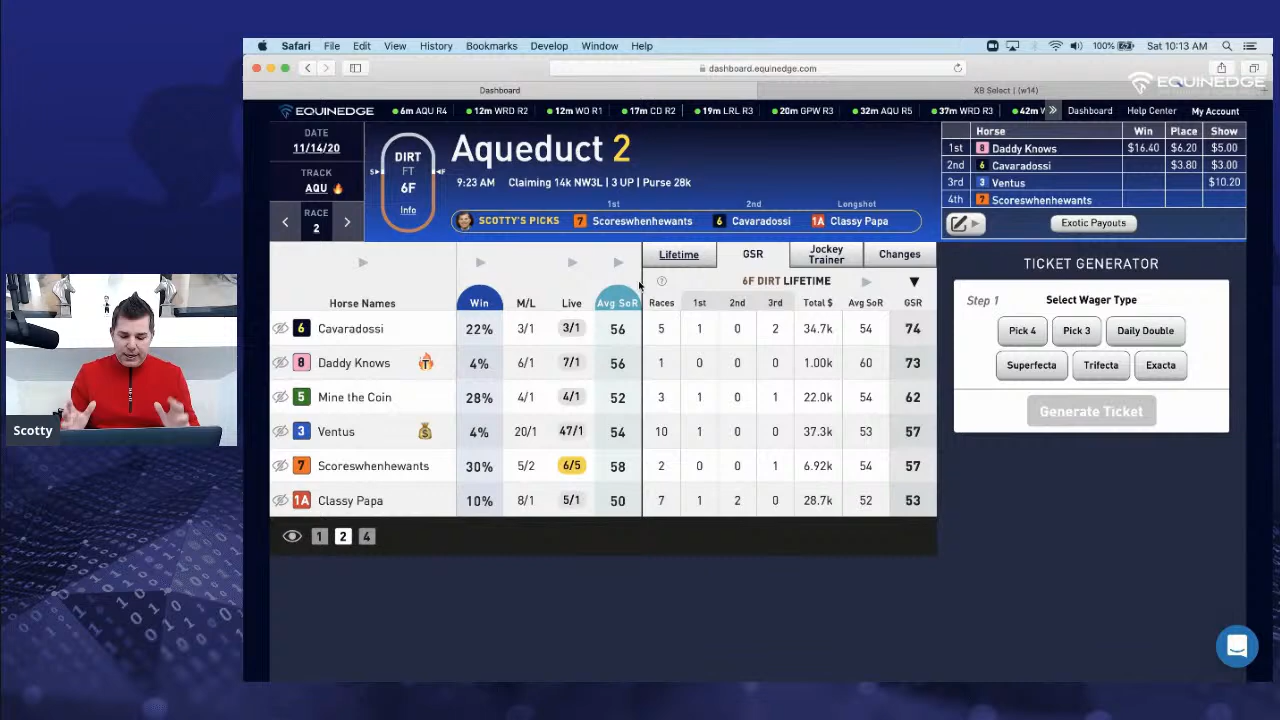 Safari File Edit View History Bookmarks Develop Window Help 100% Sat 10:13 AM
dashboard.equinedge.com
EQUINEDGE
Dashboard XB Select | (w14)
EQUINEDGE 6m AQU R4 12m WRD R2 12m WO R1 17m CD R2 19m LRL R3 20m GPW R3 32m AQU R5 37m WRD R3 42m W Dashboard Help Center My Account
DATE
11/14/20
TRACK
AQU
RACE
2
DIRT
FT
6F
Info
S F
Aqueduct 2
9:23 AM Claiming 14k NW3L | 3 UP | Purse 28k
1st 2nd Longshot
SCOTTY'S PICKS 7 Scoreswhenhewants 6 Cavaradossi 1A Classy Papa
Horse Win Place Show
1st 8 Daddy Knows $16.40 $6.20 $5.00
2nd 6 Cavaradossi $3.80 $3.00
3rd 3 Ventus $10.20
4th 7 Scoreswhenhewants
Exotic Payouts
Lifetime GSR Jockey Trainer Changes
6F DIRT LIFETIME
Horse Names Win M/L Live Avg SoR Races 1st 2nd 3rd Total $ Avg SoR GSR
6 Cavaradossi 22% 3/1 3/1 56 5 1 0 2 34.7k 54 74
8 Daddy Knows T 4% 6/1 7/1 56 1 0 0 0 1.00k 60 73
5 Mine the Coin 28% 4/1 4/1 52 3 1 0 1 22.0k 54 62
3 Ventus $ 4% 20/1 47/1 54 10 1 0 0 37.3k 53 57
7 Scoreswhenhewants 30% 5/2 6/5 58 2 0 0 1 6.92k 54 57
1A Classy Papa 10% 8/1 5/1 50 7 1 2 0 28.7k 52 53
1 2 4
TICKET GENERATOR
Step 1 Select Wager Type
Pick 4 Pick 3 Daily Double
Superfecta Trifecta Exacta
Generate Ticket
Scotty